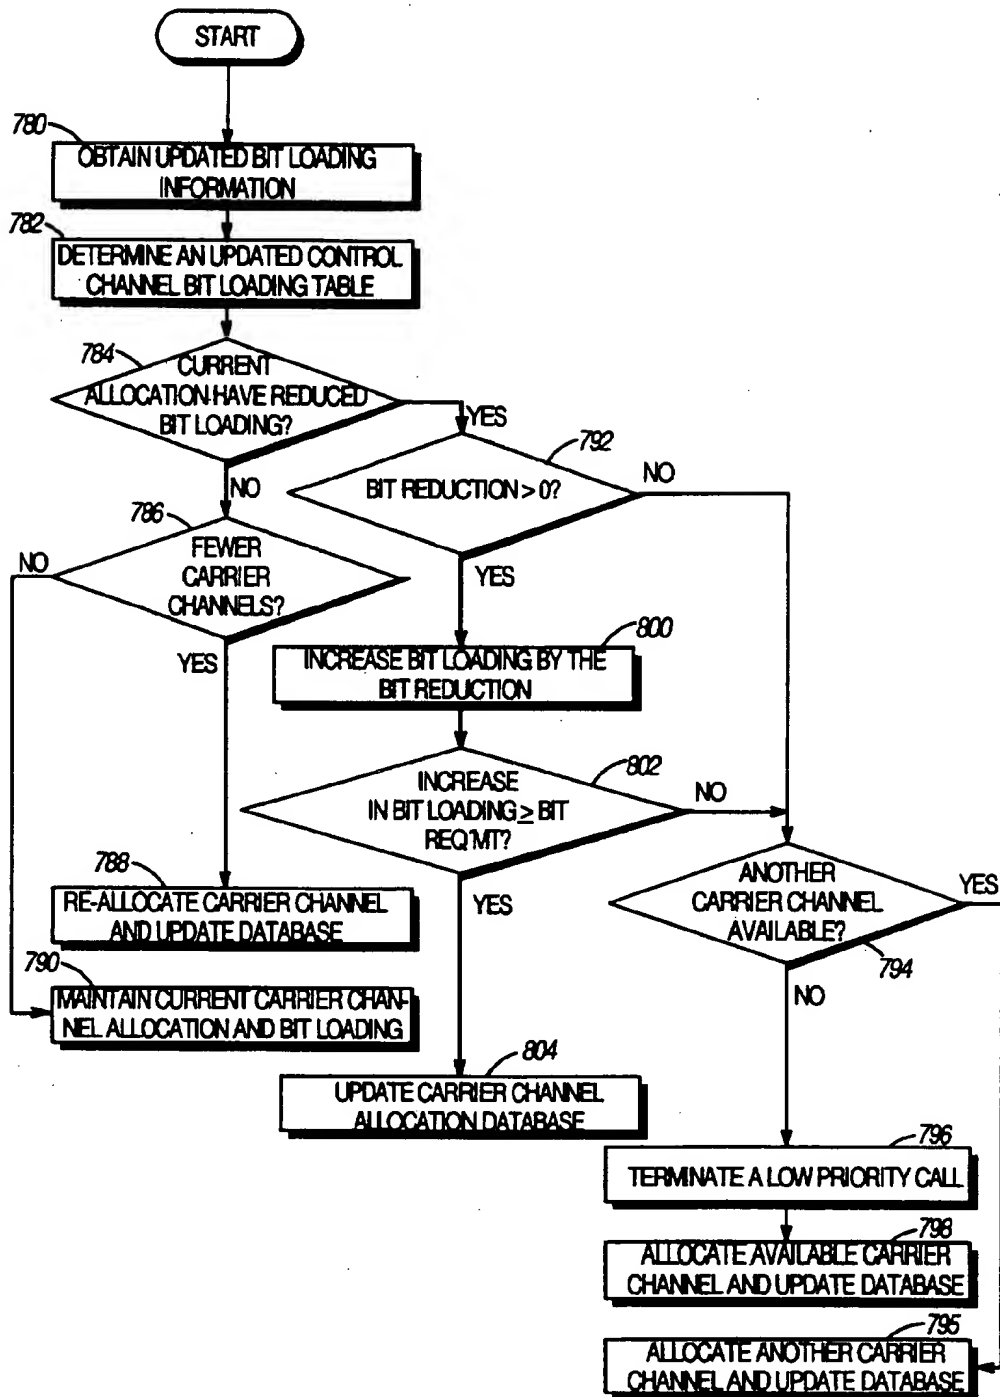 START
780
OBTAIN UPDATED BIT LOADING
INFORMATION
782
DETERMINE AN UPDATED CONTROL
CHANNEL BIT LOADING TABLE
784
CURRENT
ALLOCATION HAVE REDUCED
BIT LOADING?
YES
792
BIT REDUCTION > 0?
NO
NO
786
FEWER
CARRIER
CHANNELS?
NO
YES
YES
800
INCREASE BIT LOADING BY THE
BIT REDUCTION
802
INCREASE
IN BIT LOADING ≥ BIT
REQ'MT?
NO
YES
788
RE-ALLOCATE CARRIER CHANNEL
AND UPDATE DATABASE
790
MAINTAIN CURRENT CARRIER CHAN-
NEL ALLOCATION AND BIT LOADING
ANOTHER
CARRIER CHANNEL
AVAILABLE?
YES
794
NO
804
UPDATE CARRIER CHANNEL
ALLOCATION DATABASE
796
TERMINATE A LOW PRIORITY CALL
798
ALLOCATE AVAILABLE CARRIER
CHANNEL AND UPDATE DATABASE
795
ALLOCATE ANOTHER CARRIER
CHANNEL AND UPDATE DATABASE